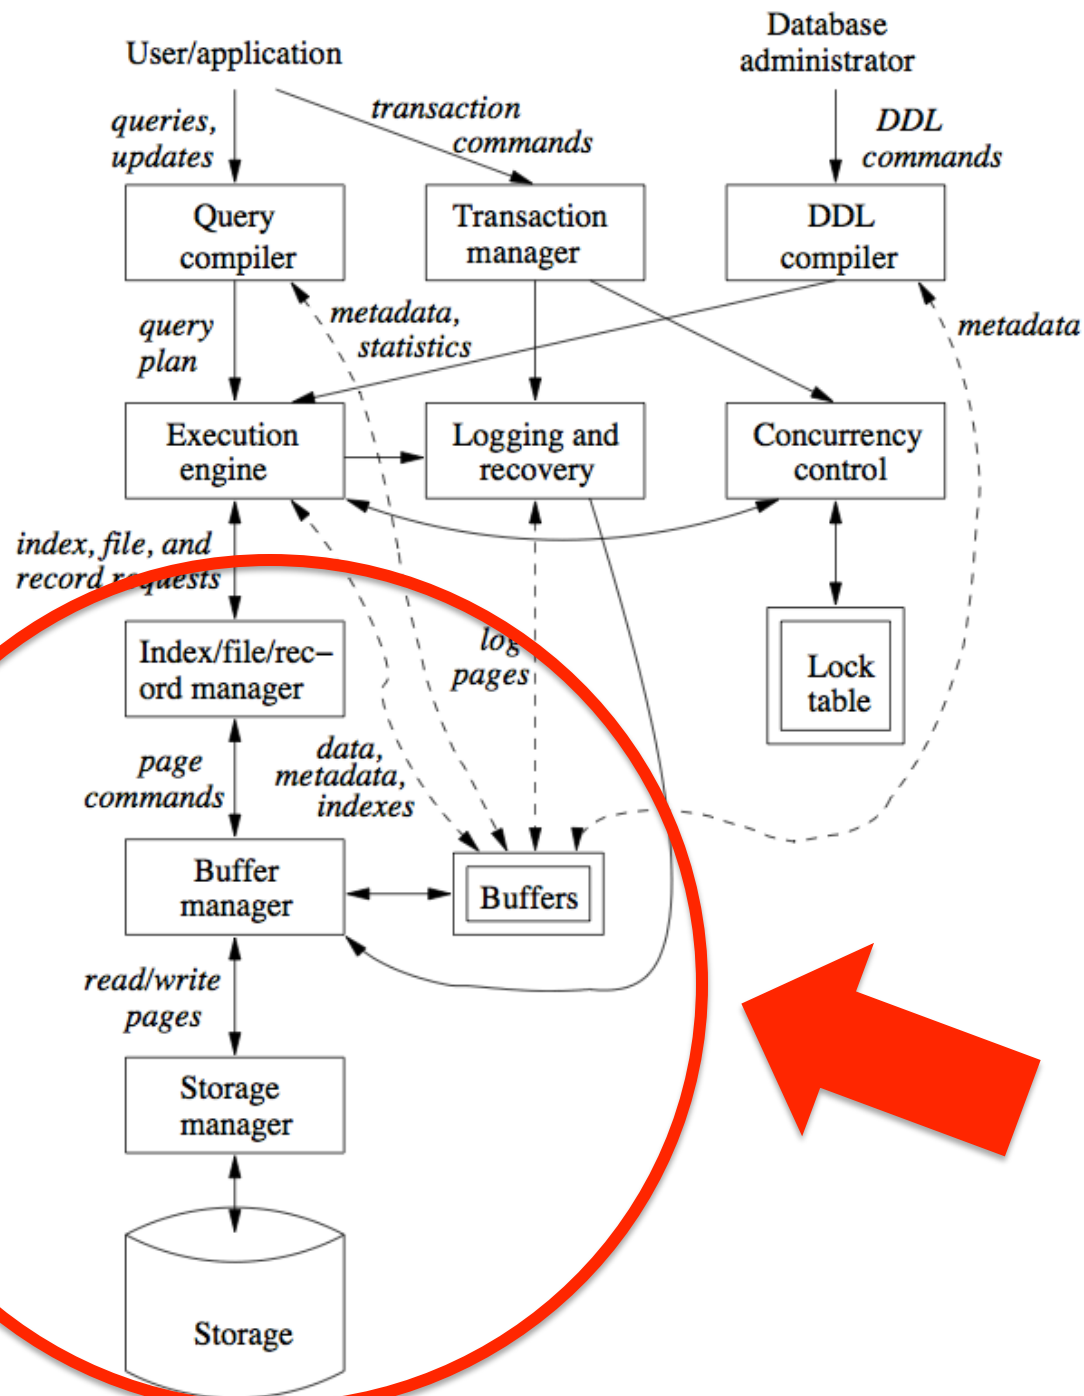 User/application
Database
administrator
queries,
updates
transaction
commands
DDL
commands
Query
compiler
Transaction
manager
DDL
compiler
query
plan
metadata,
statistics
metadata
Execution
engine
Logging and
recovery
Concurrency
control
index, file, and
record requests
Index/file/rec–
ord manager
log
pages
Lock
table
page
commands
data,
metadata,
indexes
Buffer
manager
Buffers
read/write
pages
Storage
manager
Storage